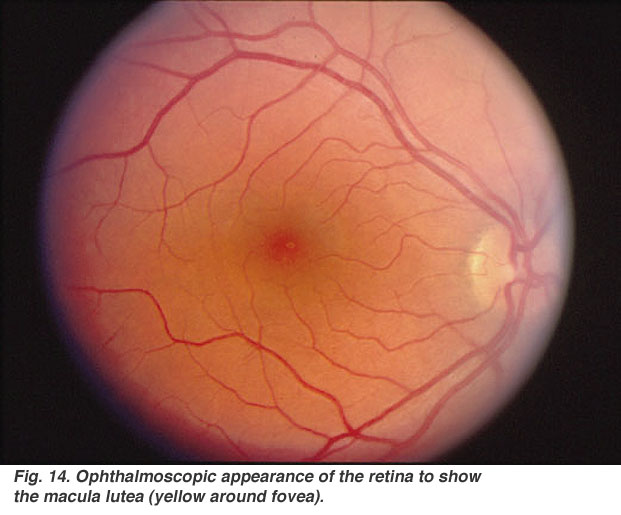 Fig. 14. Ophthalmoscopic appearance of the retina to show
the macula lutea (yellow around fovea).